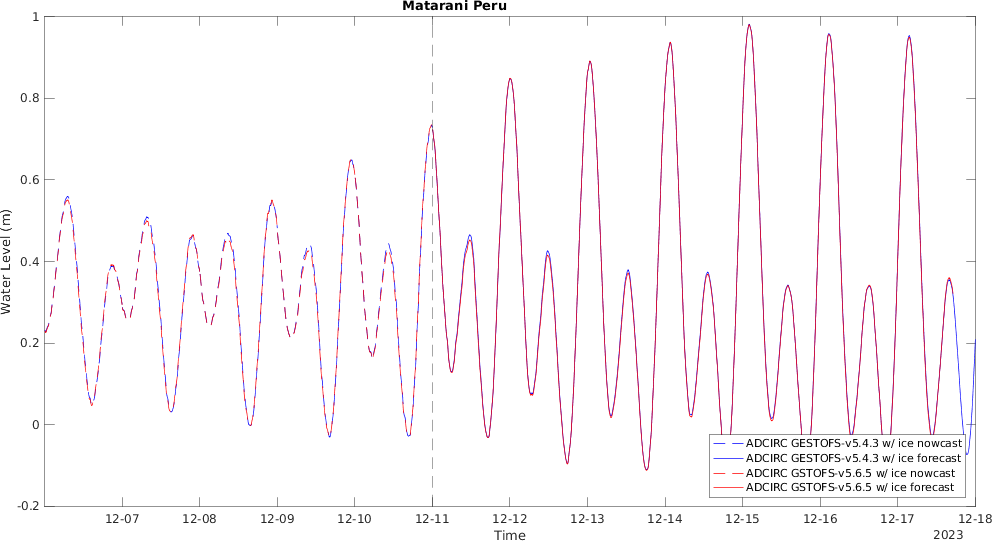 Matarani Peru
1
0.8
0.6
0.4
0.2
0
-0.2
Water Level (m)
12-07 12-08 12-09 12-10 12-11 12-12 12-13 12-14 12-15 12-16 12-17 12-18
Time
2023
ADCIRC GESTOFS-v5.4.3 w/ ice nowcast
ADCIRC GESTOFS-v5.4.3 w/ ice forecast
ADCIRC GSTOFS-v5.6.5 w/ ice nowcast
ADCIRC GSTOFS-v5.6.5 w/ ice forecast